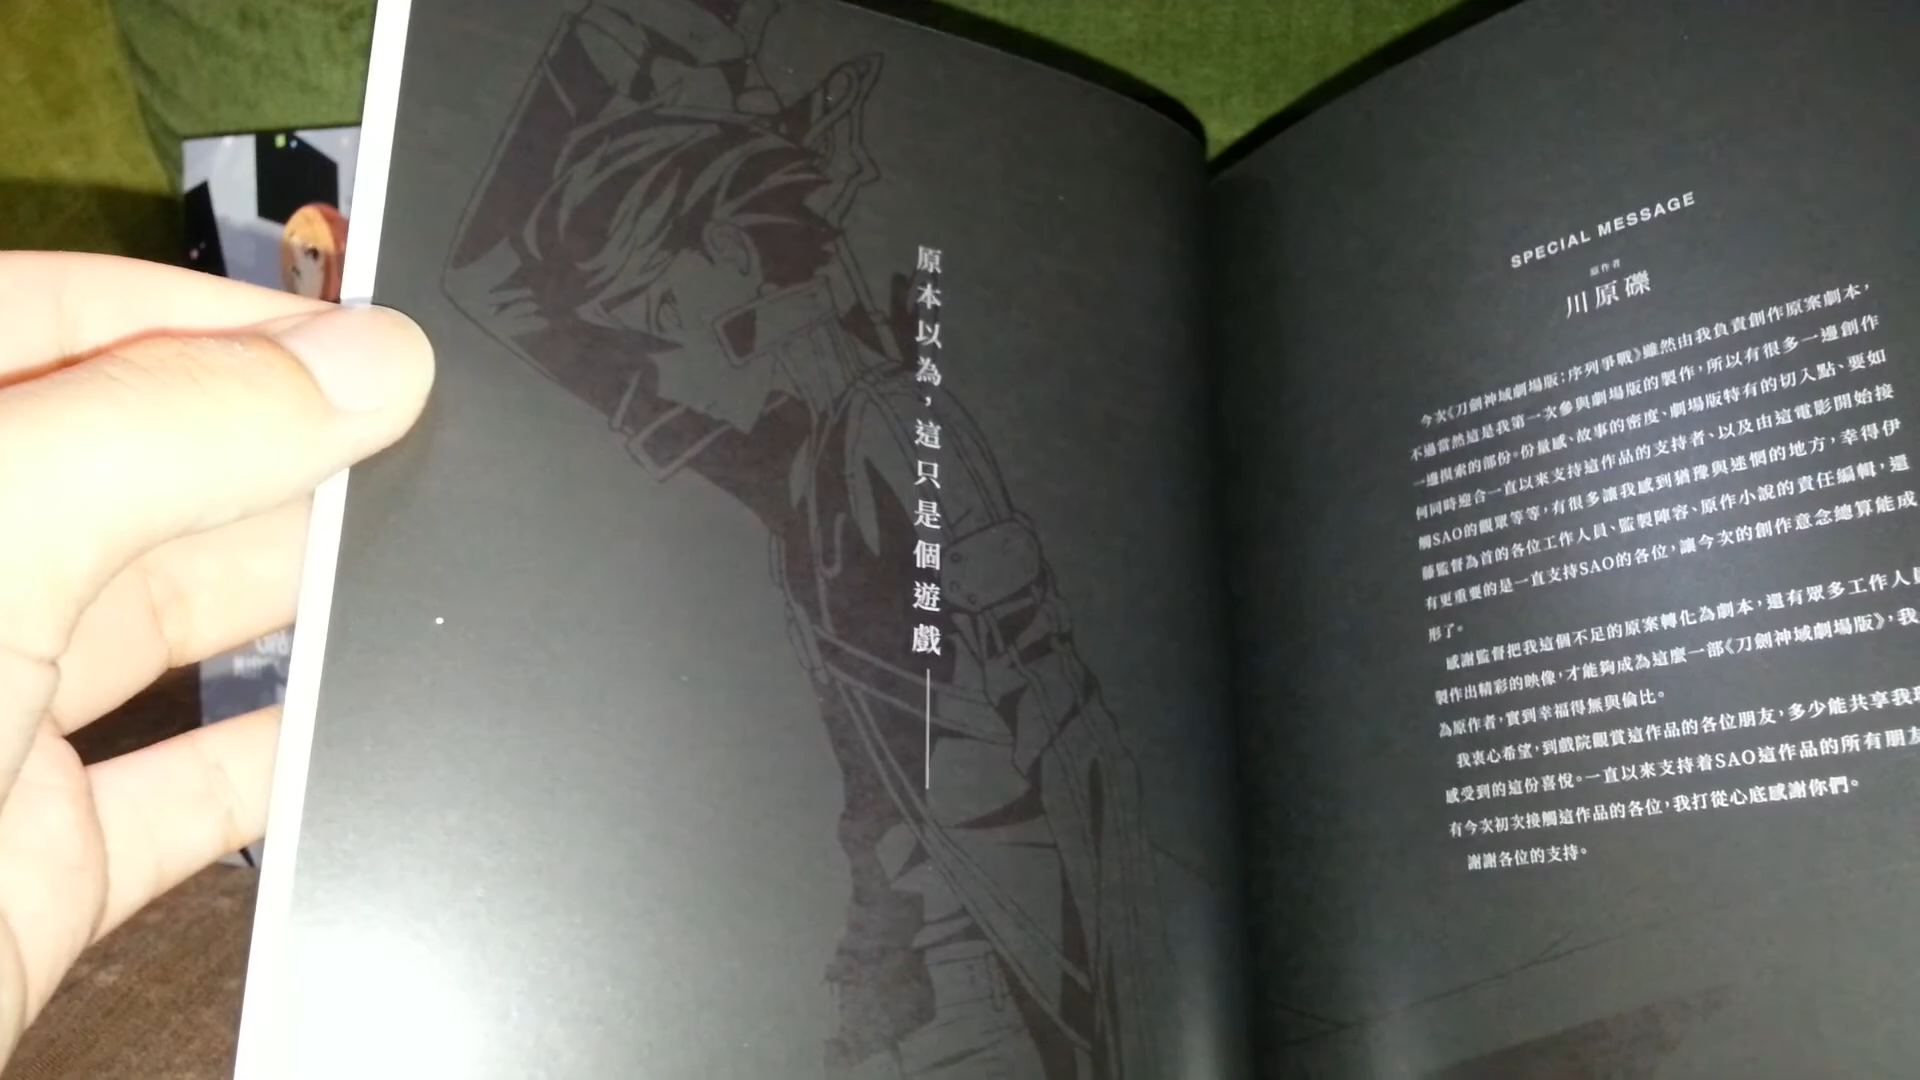 原本以為，這只是個遊戲——
SPECIAL MESSAGE
原作者
川原礫
今次《刀劍神域劇場版：序列爭戰》雖然由我負責創作原案劇本，
不過當然這是我第一次參與劇場版的製作，所以有很多一邊創作
一邊摸索的部份。份量感、故事的密度、劇場版特有的切入點、要如
何同時迎合一直以來支持這作品的支持者、以及由這電影開始接
觸SAO的觀眾等等，有很多讓我感到猶豫與迷惘的地方，幸得伊
藤監督為首的各位工作人員、監製陣容、原作小說的責任編輯，還
有更重要的是一直支持SAO的各位，讓今次的創作意念總算能成
形了。
感謝監督把我這個不足的原案轉化為劇本，還有眾多工作人員
製作出精彩的映像，才能夠成為這麼一部《刀劍神域劇場版》，我
為原作者，實到幸福得無與倫比。
我衷心希望，到戲院觀賞這作品的各位朋友，多少能共享我現
感受到的這份喜悅。一直以來支持着SAO這作品的所有朋友
有今次初次接觸這作品的各位，我打從心底感謝你們。
謝謝各位的支持。